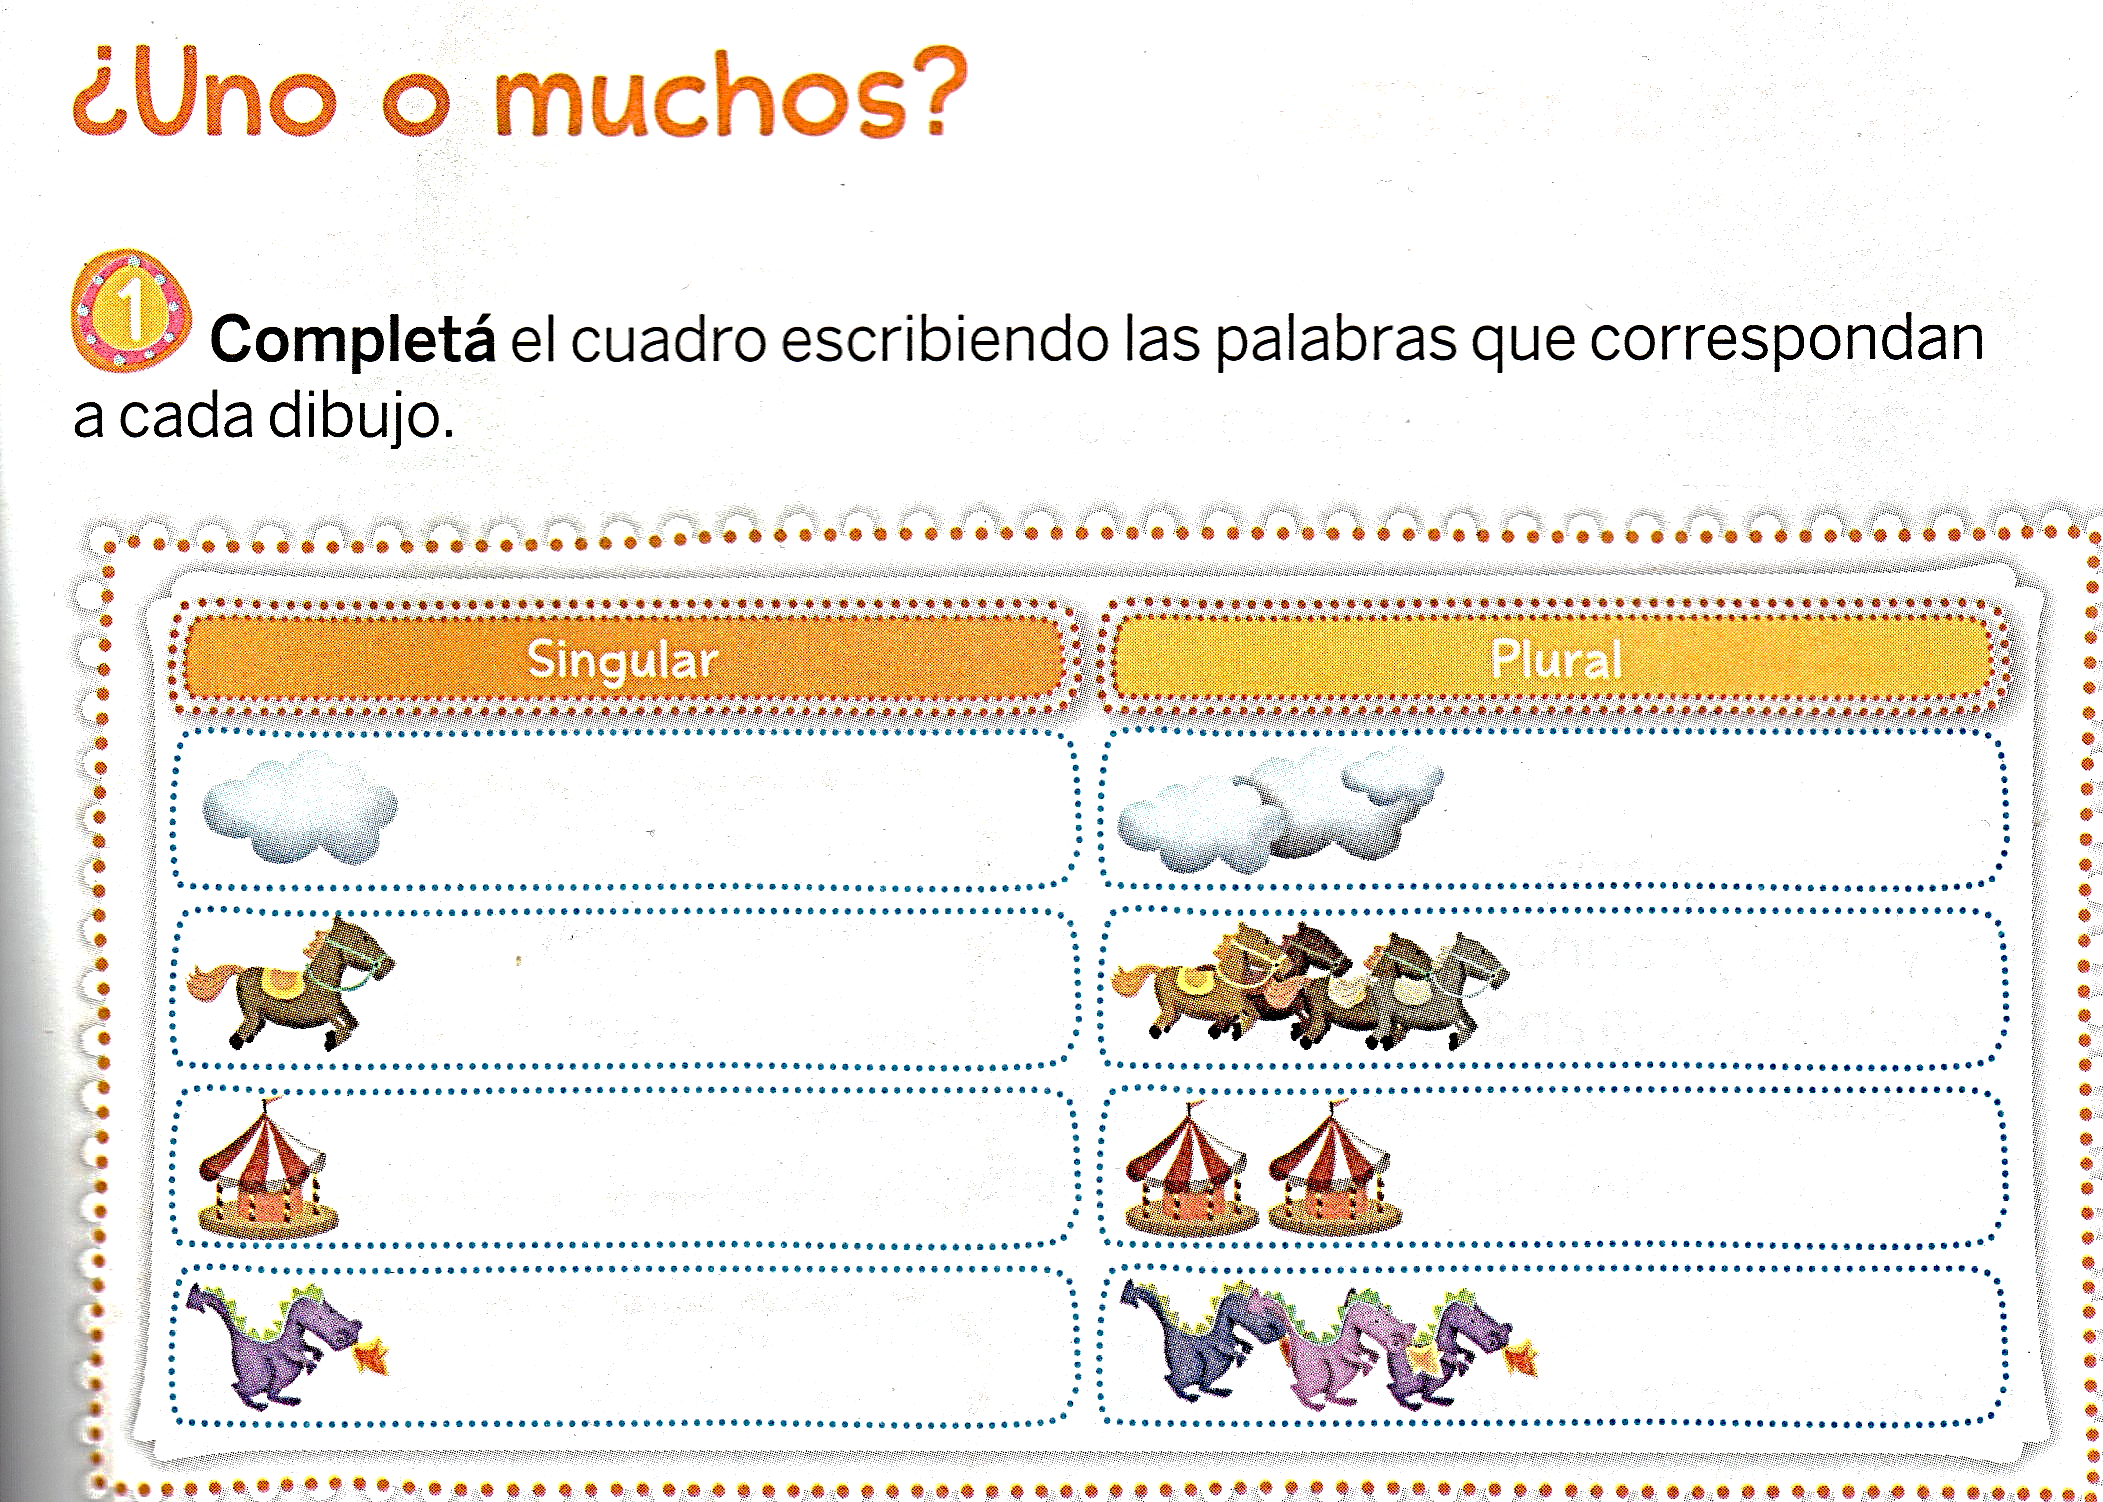 ¿Uno o muchos?
1 Completá el cuadro escribiendo las palabras que correspondan
a cada dibujo.
Singular Plural